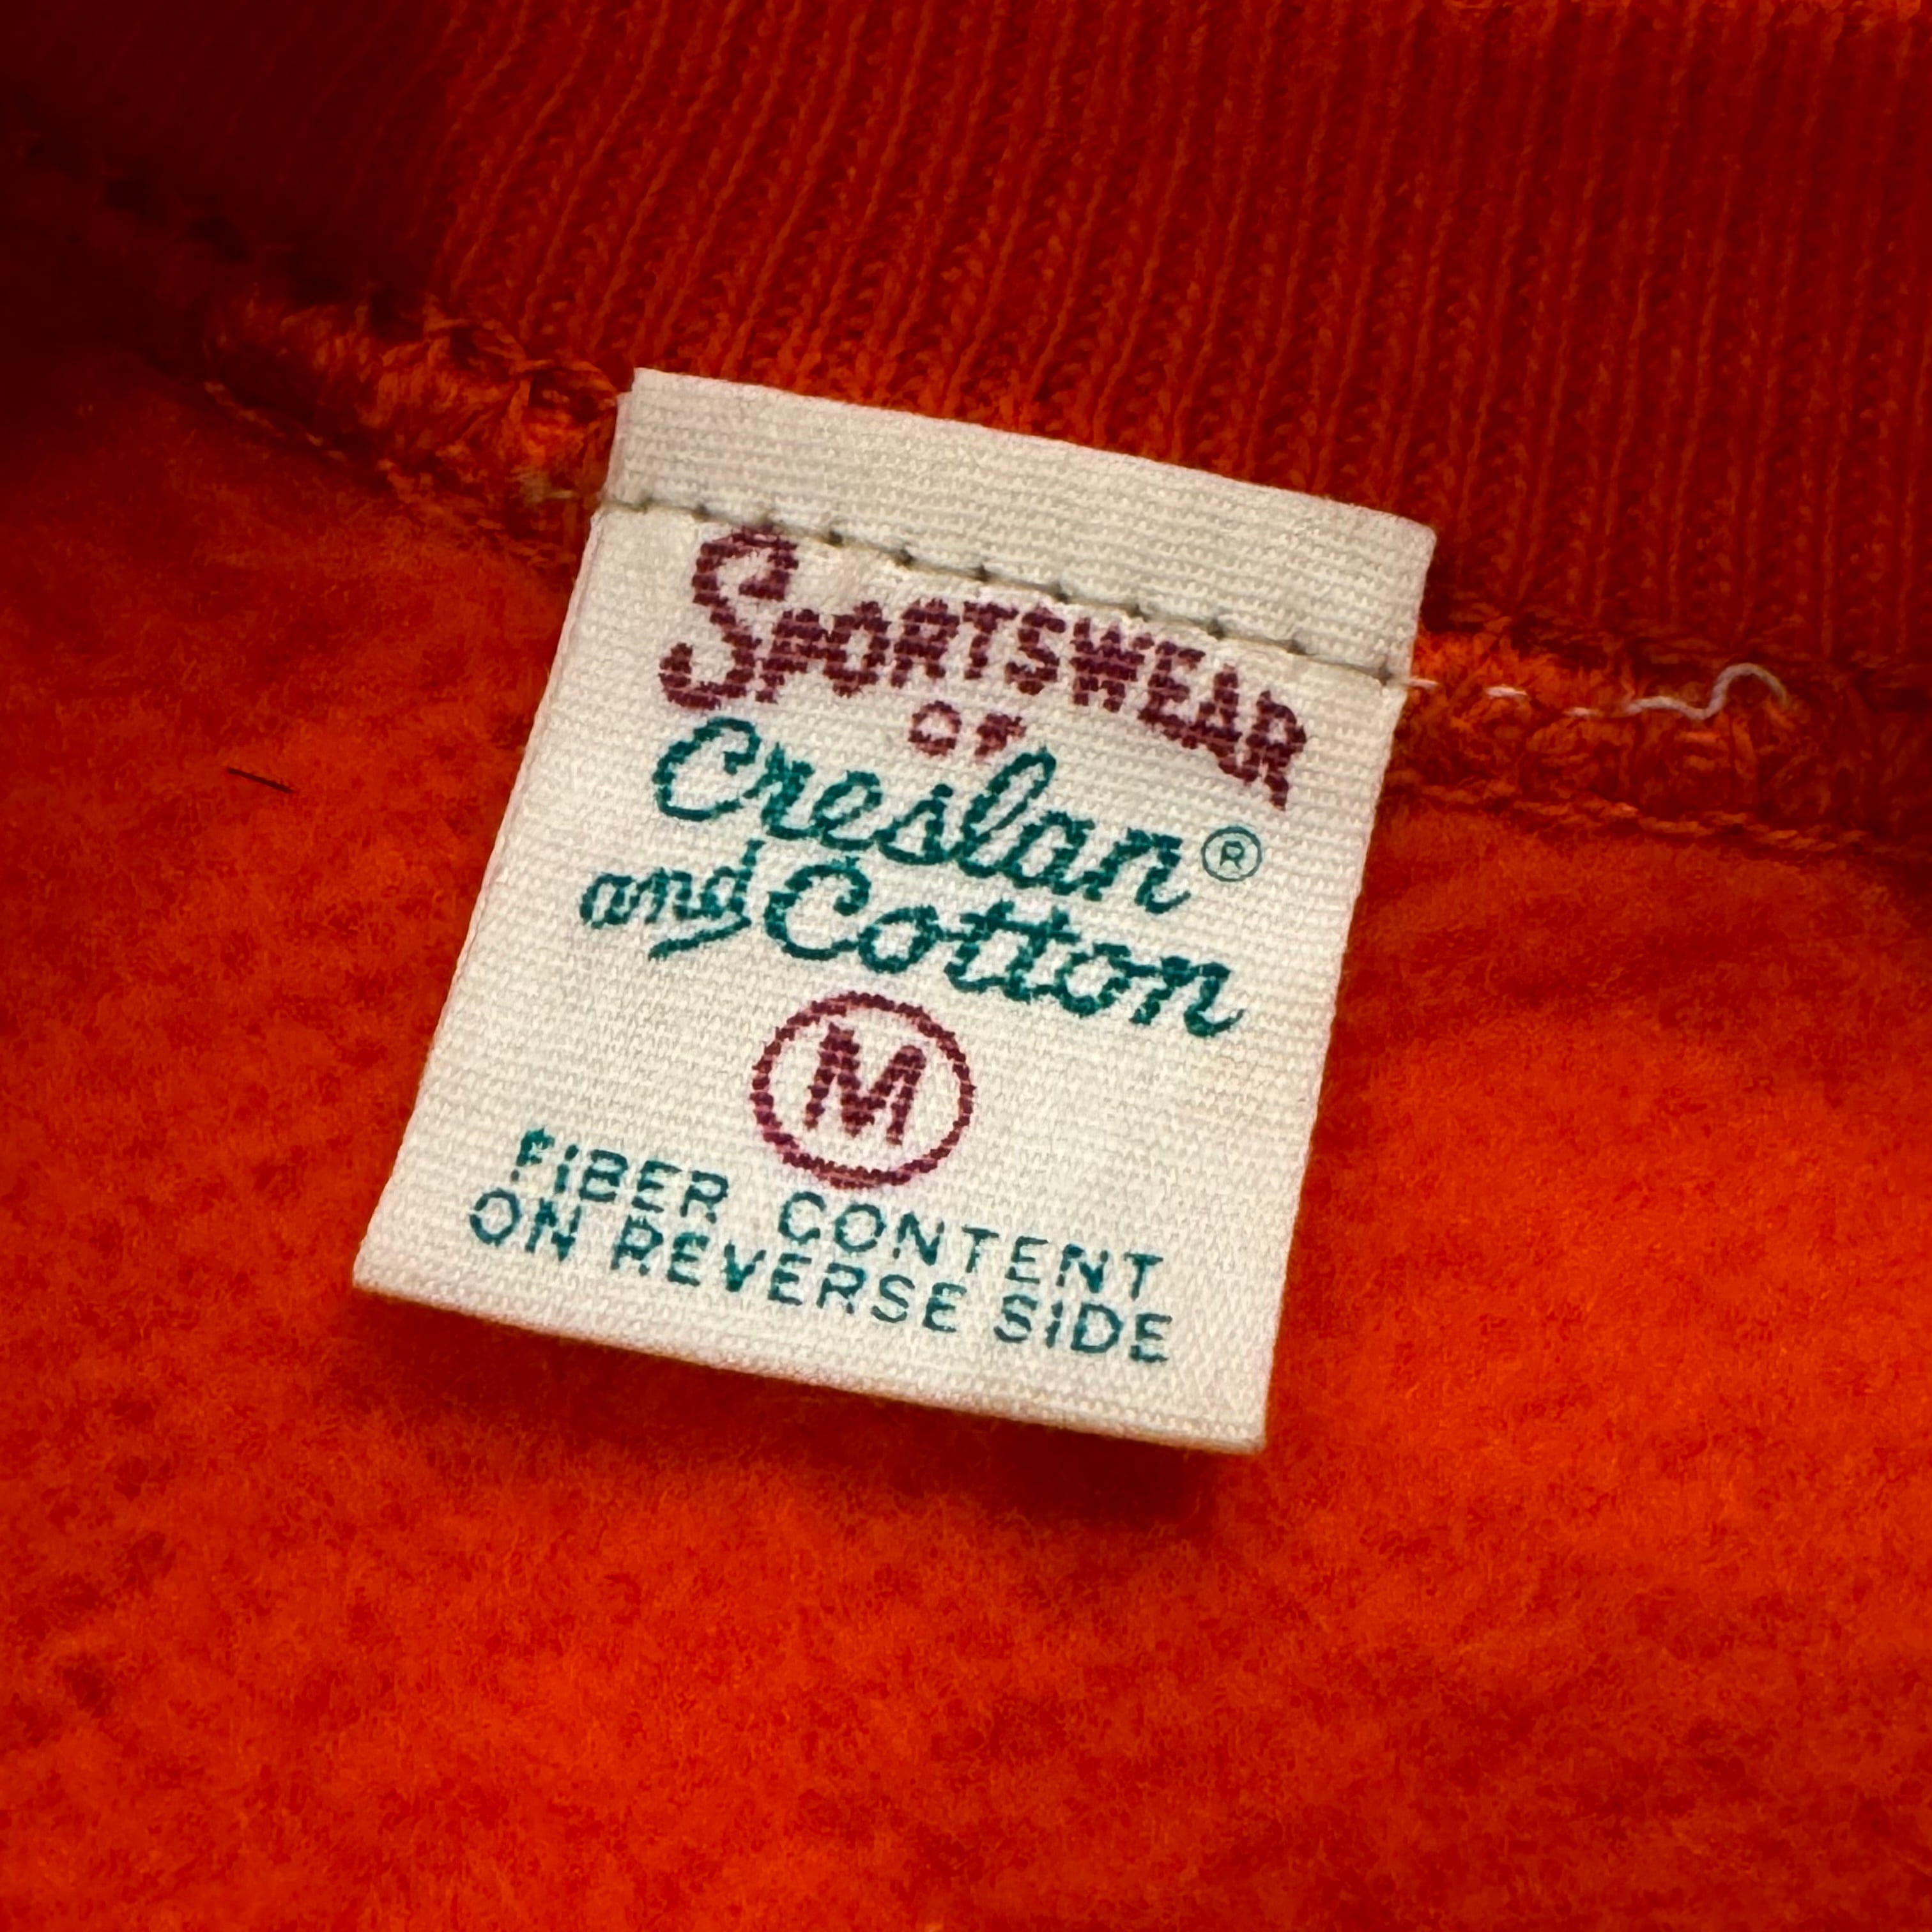 SPORTSWEAR
OF
Creslan®
and Cotton
M
FIBER CONTENT
ON REVERSE SIDE